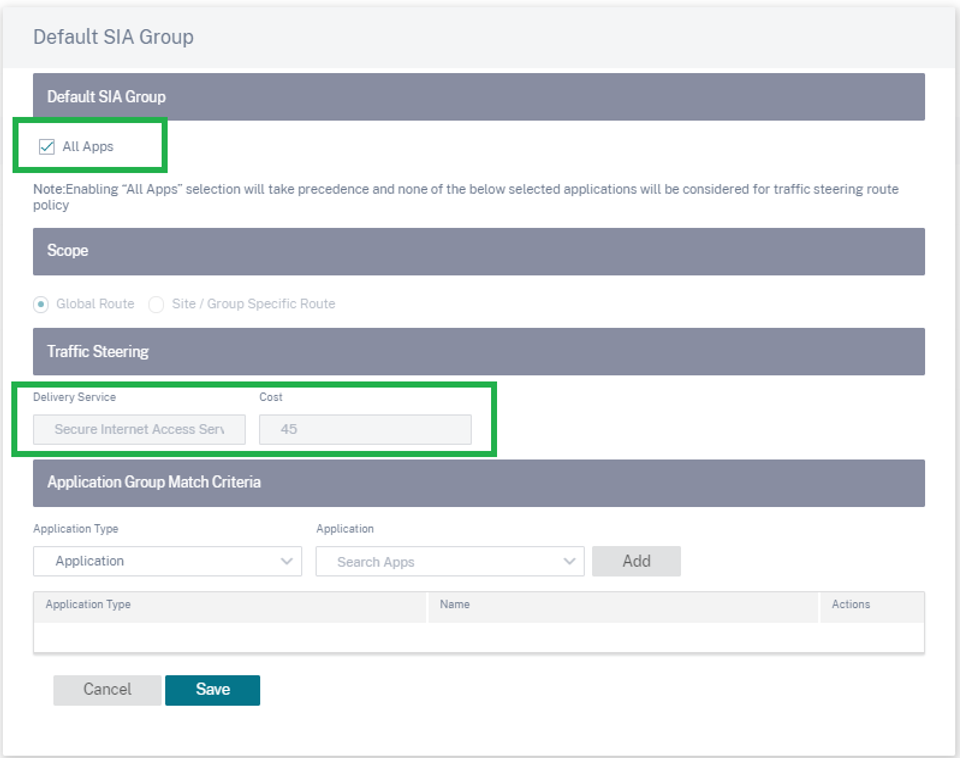 Default SIA Group
Default SIA Group
All Apps
Note:Enabling “All Apps” selection will take precedence and none of the below selected applications will be considered for traffic steering route
policy
Scope
Global Route Site / Group Specific Route
Traffic Steering
Delivery Service Cost
Secure Internet Access Serv 45
Application Group Match Criteria
Application Type Application
Application Search Apps Add
Application Type Name Actions
Cancel Save